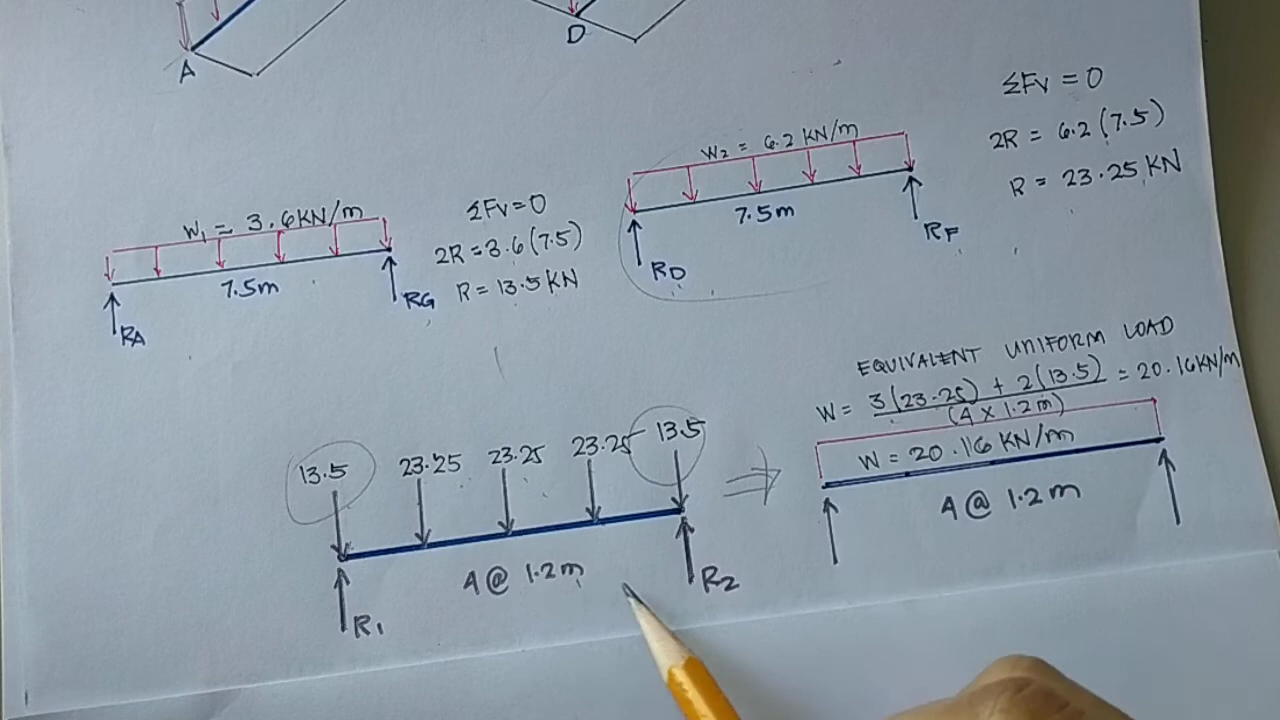 A
D
W1 = 3.6KN/m
7.5m
RA
RG
ΣFv=0
2R = 3.6(7.5)
R = 13.5 KN
W2 = 6.2 KN/m
7.5m
RD
RF
ΣFv = 0
2R = 6.2(7.5)
R = 23.25 KN
13.5
23.25
23.25
23.25
13.5
4 @ 1.2m
R1
R2
EQUIVALENT UNIFORM LOAD
W = 3(23.25) + 2(13.5) = 20.16KN/m
(4 x 1.2m)
W = 20.16 KN/m
4 @ 1.2m